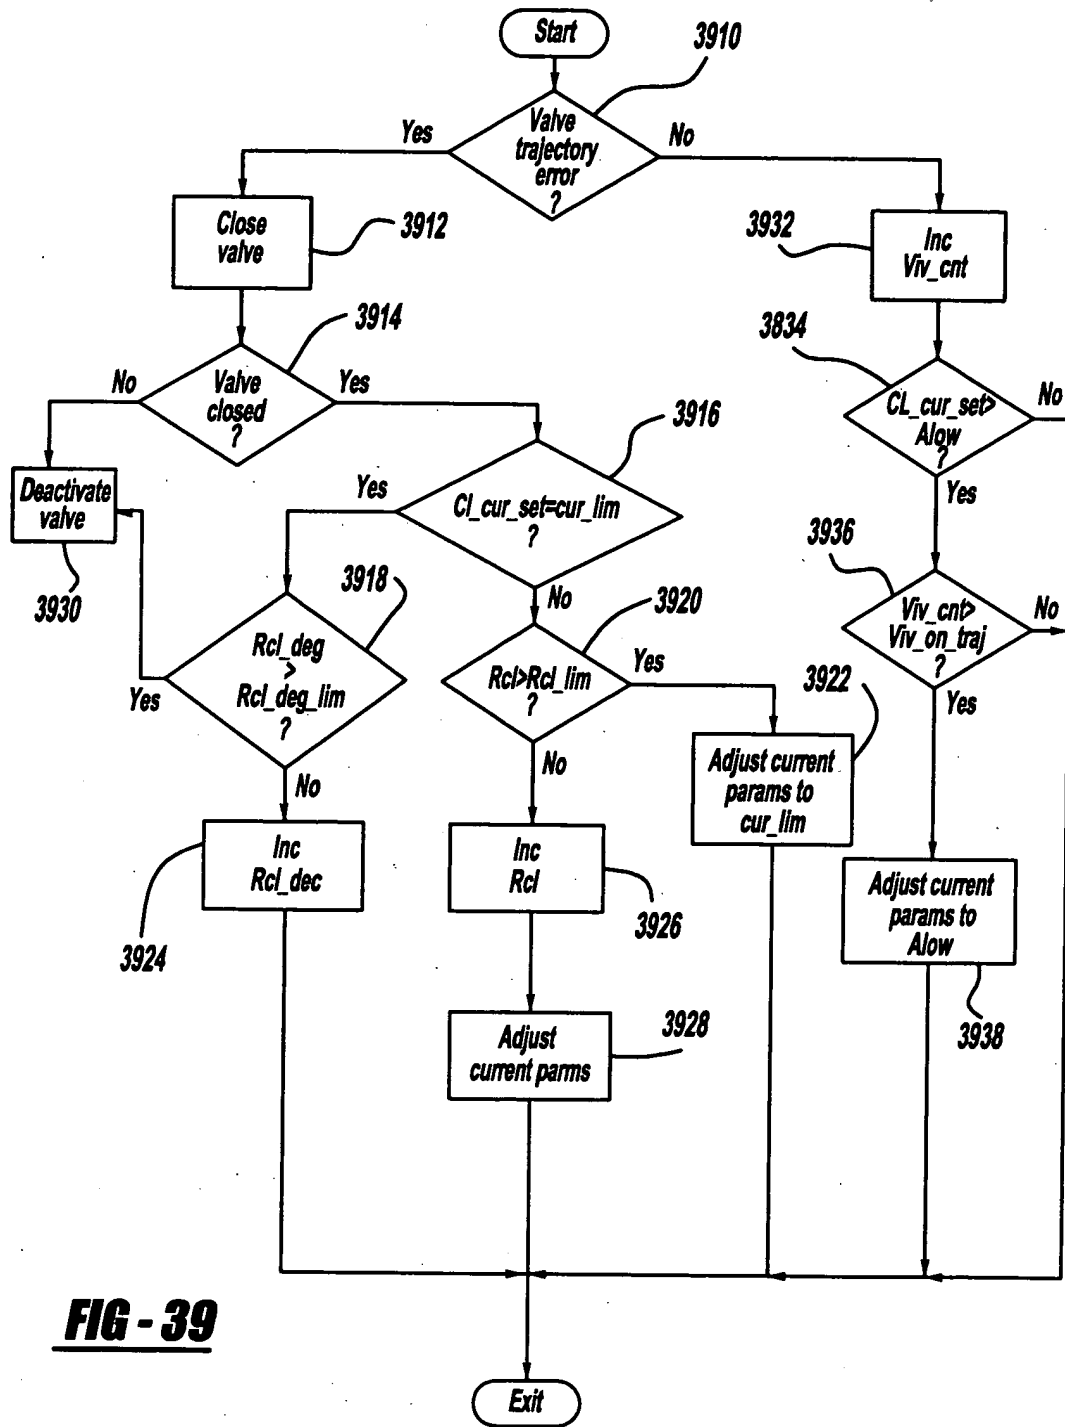 Start
3910
Valve
trajectory
error
?
Yes
No
Close
valve
3912
3932
Inc
Viv_cnt
3914
3834
No
Valve
closed
?
Yes
CL_cur_set>
Alow
?
No
3916
Yes
Cl_cur_set=cur_lim
?
Yes
Deactivate
valve
3930
3936
3918
No
3920
Viv_cnt>
Viv_on_traj
?
No
Rcl_deg
>
Rcl_deg_lim
?
Yes
Rcl>Rcl_lim
?
Yes
3922
Yes
No
No
Adjust current
params to
cur_lim
Inc
Rcl_dec
3924
Inc
Rcl
3926
Adjust current
params to
Alow
3938
Adjust
current parms
3928
FIG - 39
Exit